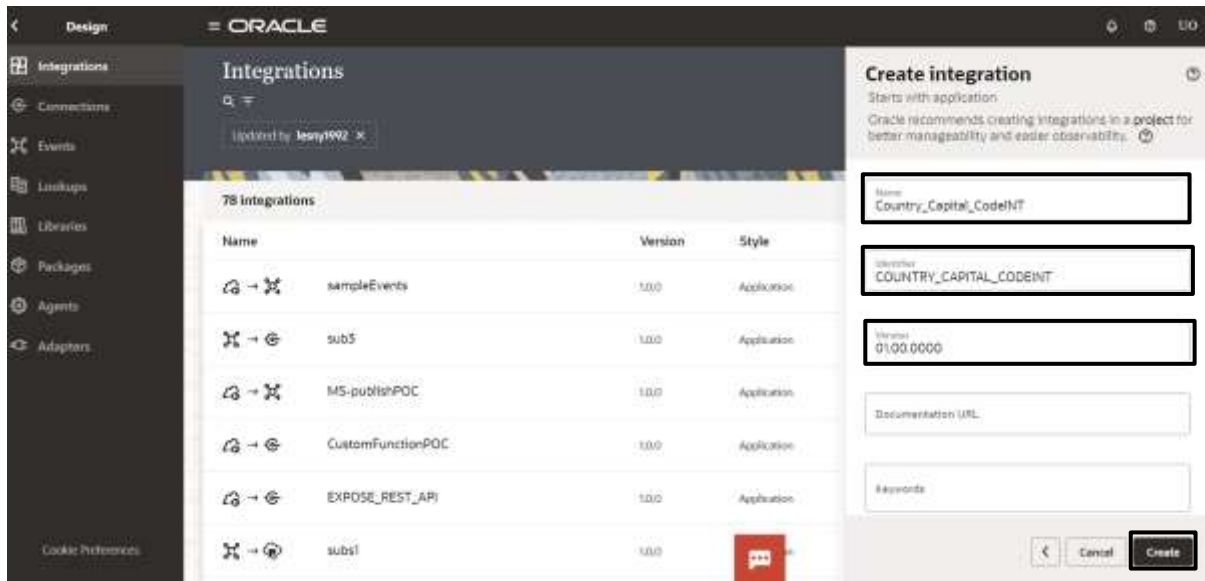 Design
ORACLE
UO
Integrations
Connections
Events
Lookups
Libraries
Packages
Agents
Adapters
Cookie Preferences
Integrations
Updated by lesny1992 ×
78 integrations
Name Version Style
sampleEvents 1.0.0 Application
sub3 1.0.0 Application
MS-publishPOC 1.0.0 Application
CustomFunctionPOC 1.0.0 Application
EXPOSE_REST_API 1.0.0 Application
subs1 1.0.0
Create integration
Starts with application
Oracle recommends creating integrations in a project for
better manageability and easier observability.
Name
Country_Capital_CodeINT
Identifier
COUNTRY_CAPITAL_CODEINT
Version
01.00.0000
Documentation URL
Keywords
Cancel Create